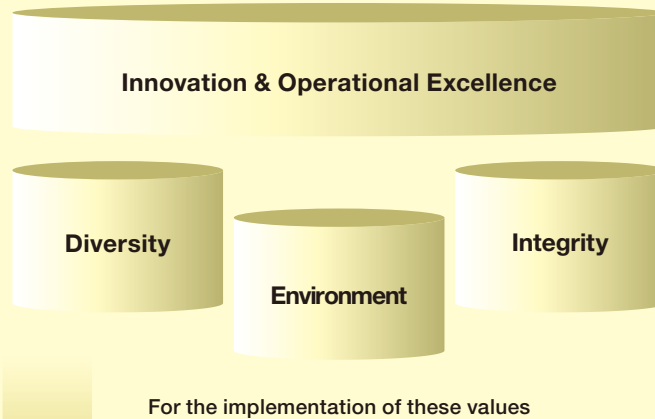 Innovation & Operational Excellence
Diversity
Integrity
Environment
For the implementation of these values